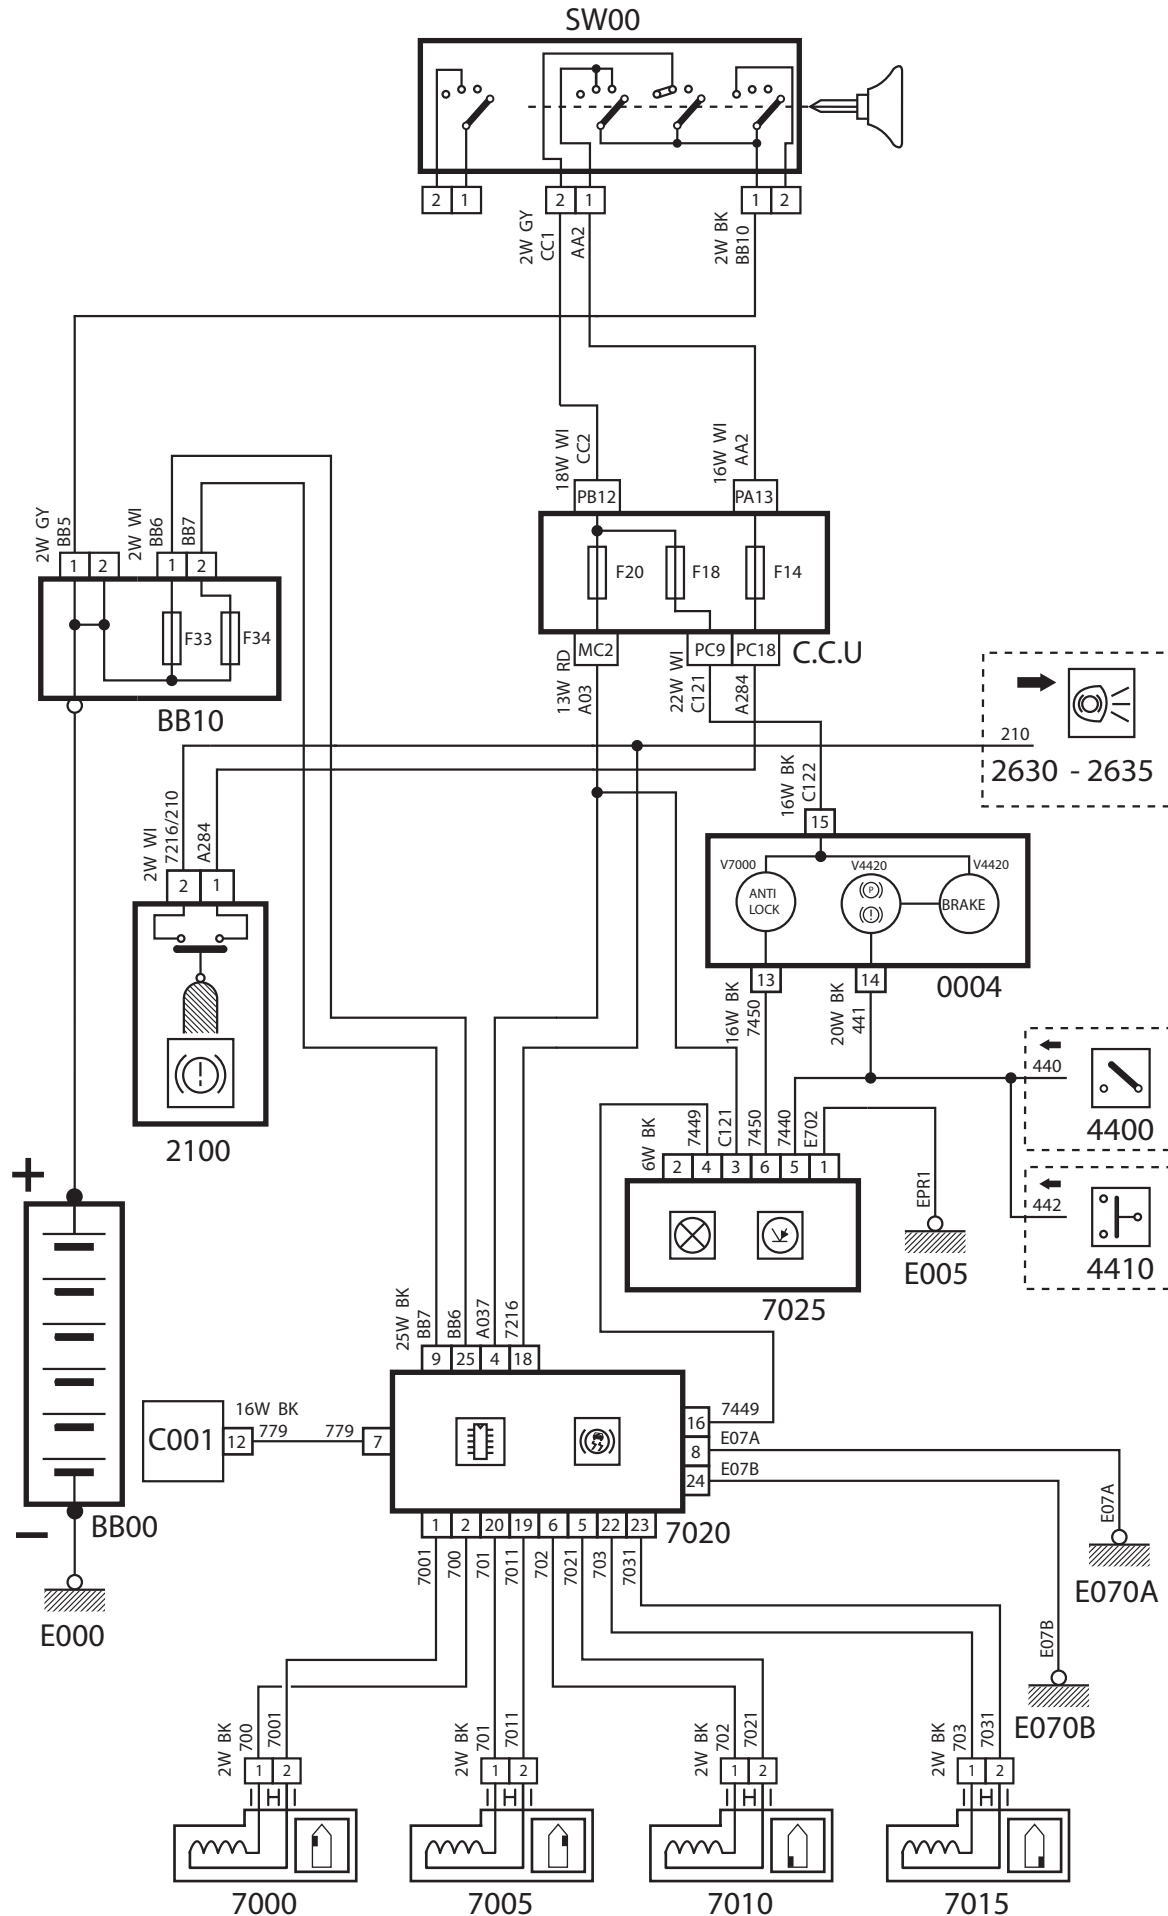 SW00
2 1 2 1 1 2
2W GY
CC1
AA2
2W BK
BB10
18W WI
CC2
16W WI
AA2
PB12 PA13
F20 F18 F14
MC2 PC9 PC18
C.C.U
13W RD
A03
22W WI
C121
A284
2W GY
BB5
2W WI
BB6
BB7
1 2 1 2
F33 F34
BB10
210
2630 - 2635
16W BK
C122
15
V7000 V4420 V4420
ANTI
LOCK
P
(!)
BRAKE
13 14
0004
2W WI
7216/210
A284
2 1
2100
16W BK
7450
20W BK
441
440
4400
442
4410
6W BK
7449
C121
7450
7440
E702
2 4 3 6 5 1
7025
EPR1
E005
+
−
BB00
E000
25W BK
BB7
BB6
A037
7216
9 25 4 18
C001
16W BK
12 779 779 7
16 7449
8 E07A
24 E07B
1 2 20 19 6 5 22 23
7020
7001
700
701
7011
702
7021
703
7031
E07A
E070A
E07B
E070B
2W BK
700
7001
2W BK
701
7011
2W BK
702
7021
2W BK
703
7031
1 2 1 2 1 2 1 2
7000 7005 7010 7015